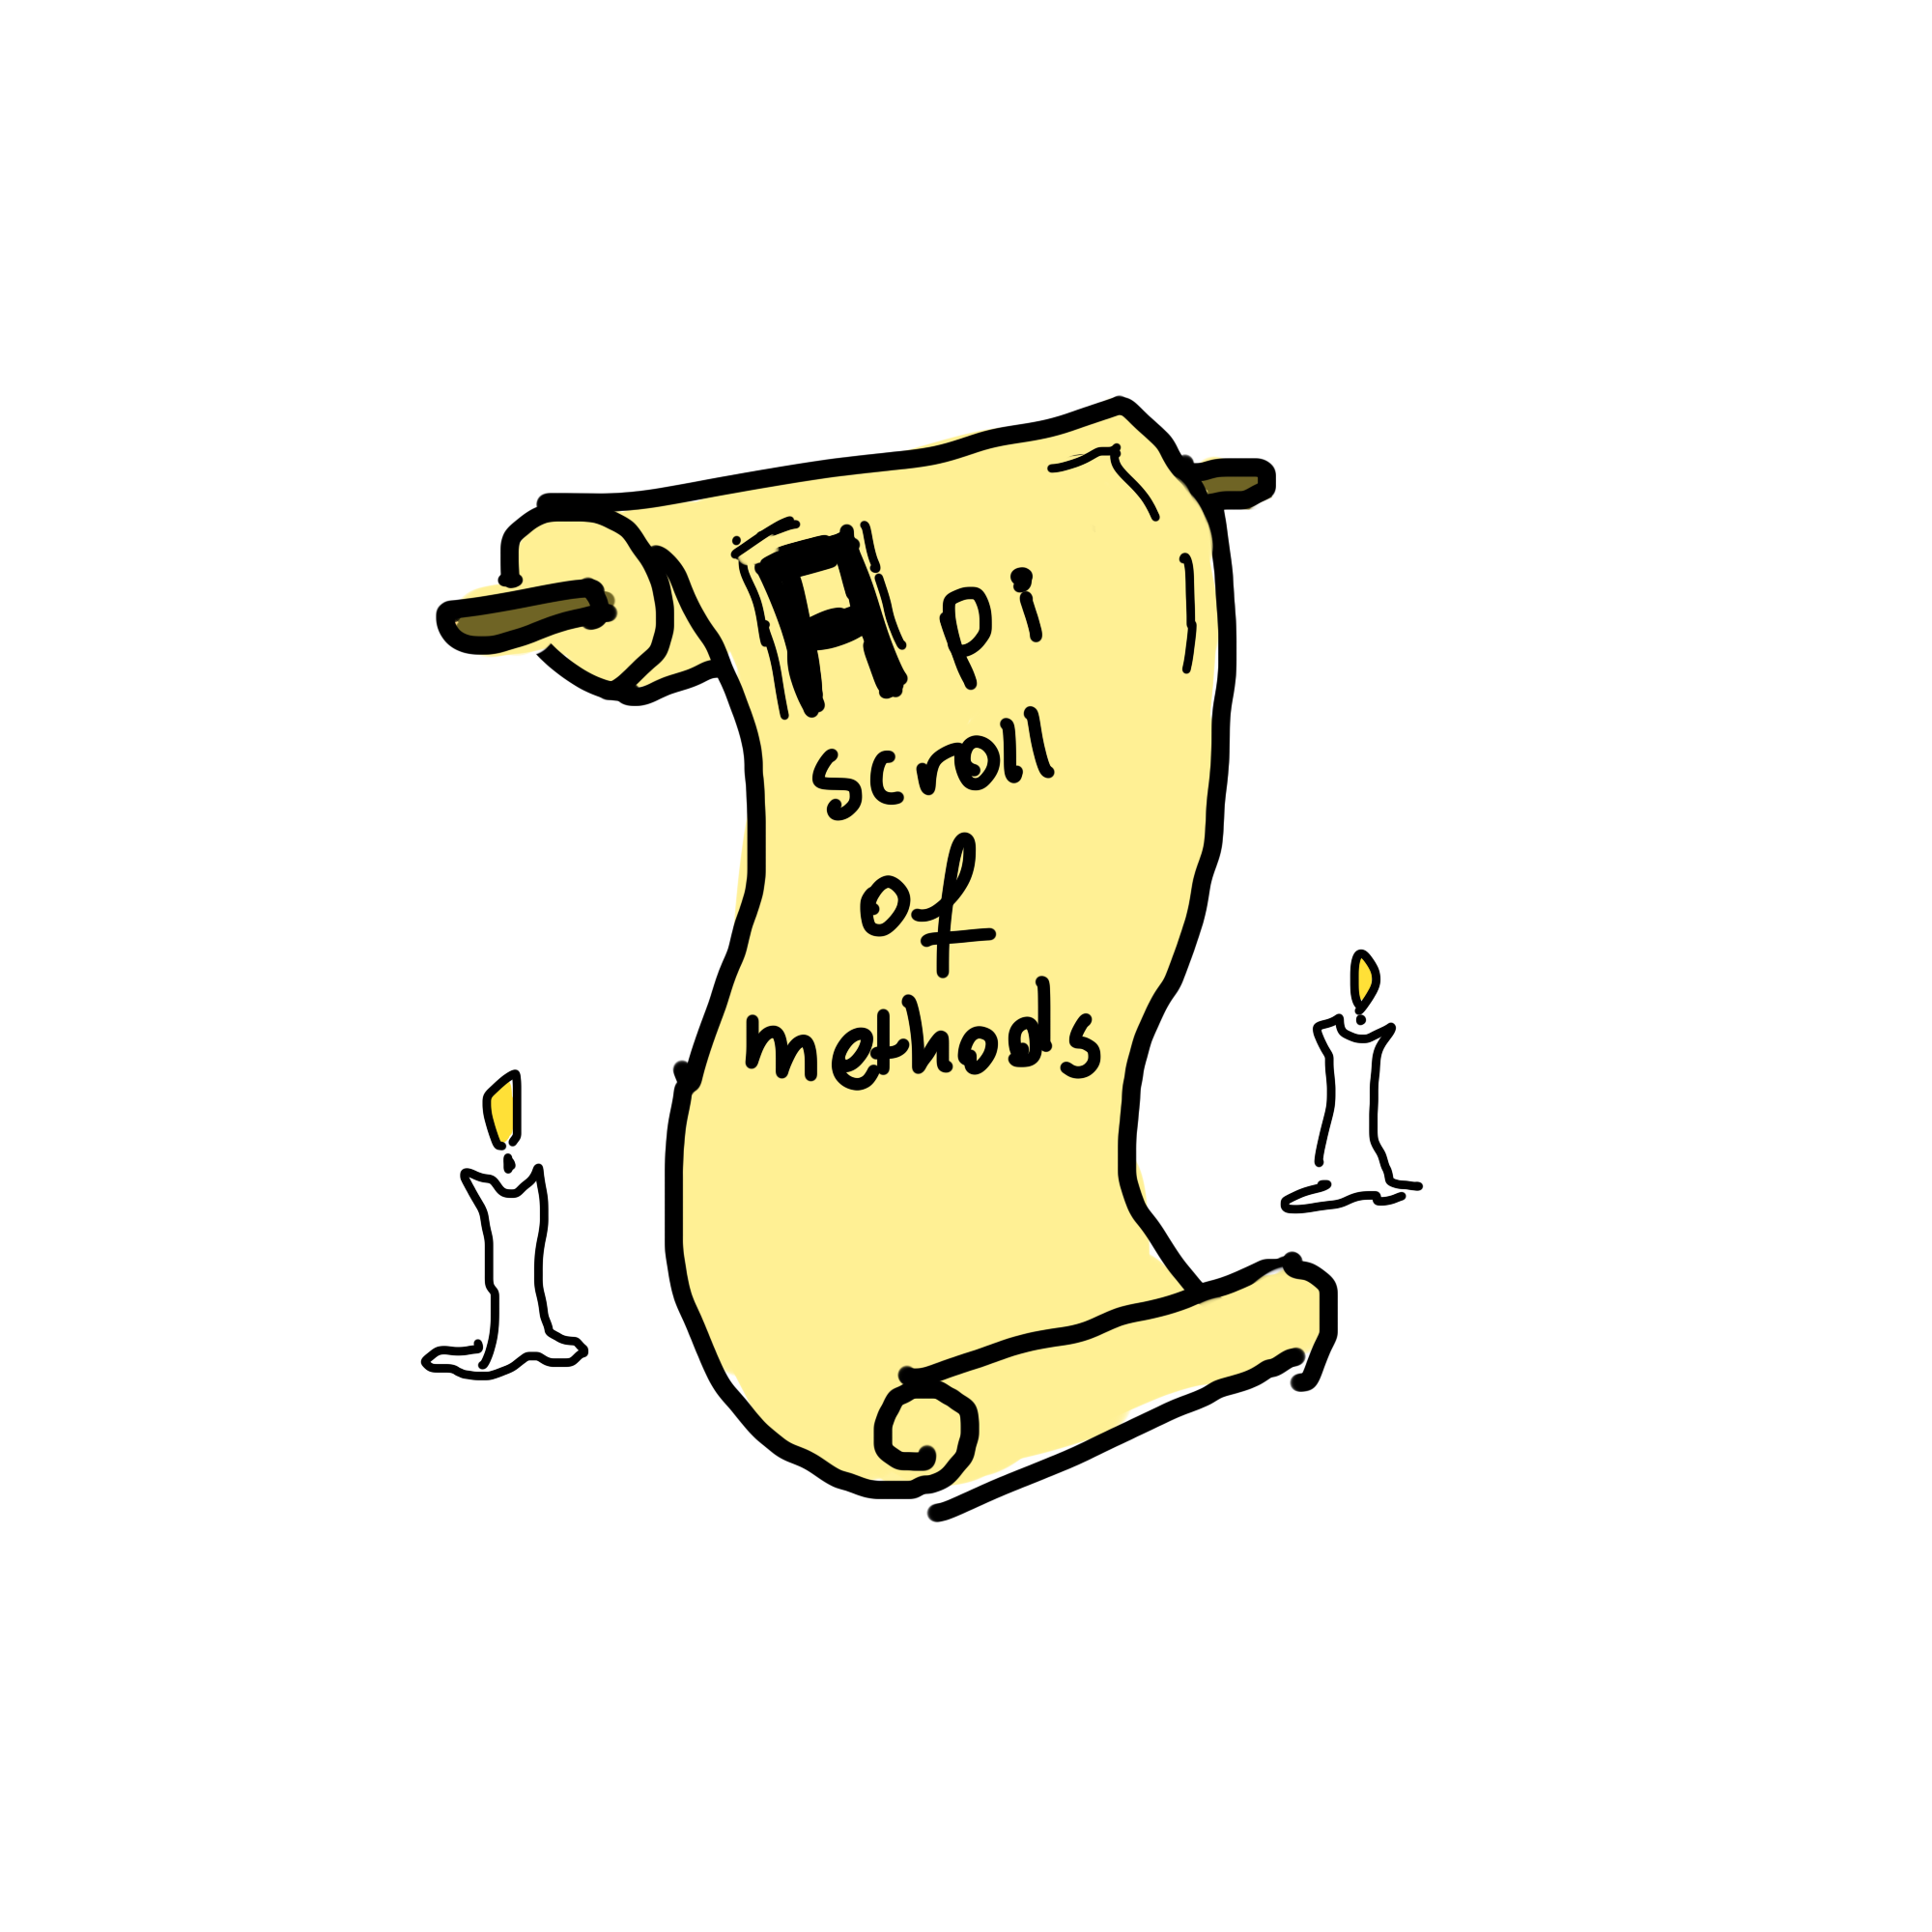 Api
scroll
of
methods